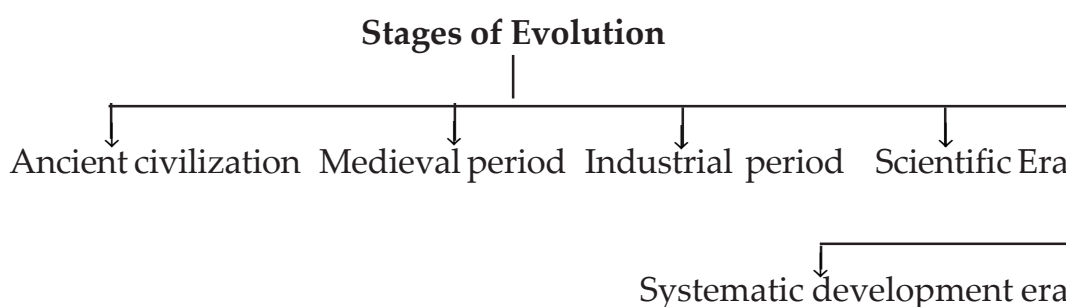 Stages of Evolution
Ancient civilization Medieval period Industrial period Scientific Era
Systematic development era